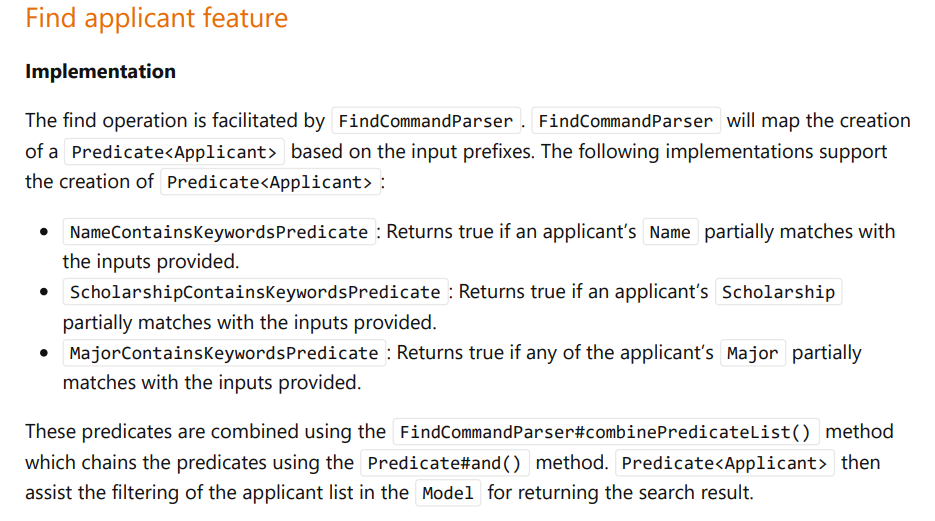 Find applicant feature
Implementation
The find operation is facilitated by FindCommandParser. FindCommandParser will map the creation
of a Predicate<Applicant> based on the input prefixes. The following implementations support
the creation of Predicate<Applicant>:
• NameContainsKeywordsPredicate: Returns true if an applicant’s Name partially matches with
the inputs provided.
• ScholarshipContainsKeywordsPredicate: Returns true if an applicant’s Scholarship
partially matches with the inputs provided.
• MajorContainsKeywordsPredicate: Returns true if any of the applicant’s Major partially
matches with the inputs provided.
These predicates are combined using the FindCommandParser#combinePredicateList() method
which chains the predicates using the Predicate#and() method. Predicate<Applicant> then
assist the filtering of the applicant list in the Model for returning the search result.